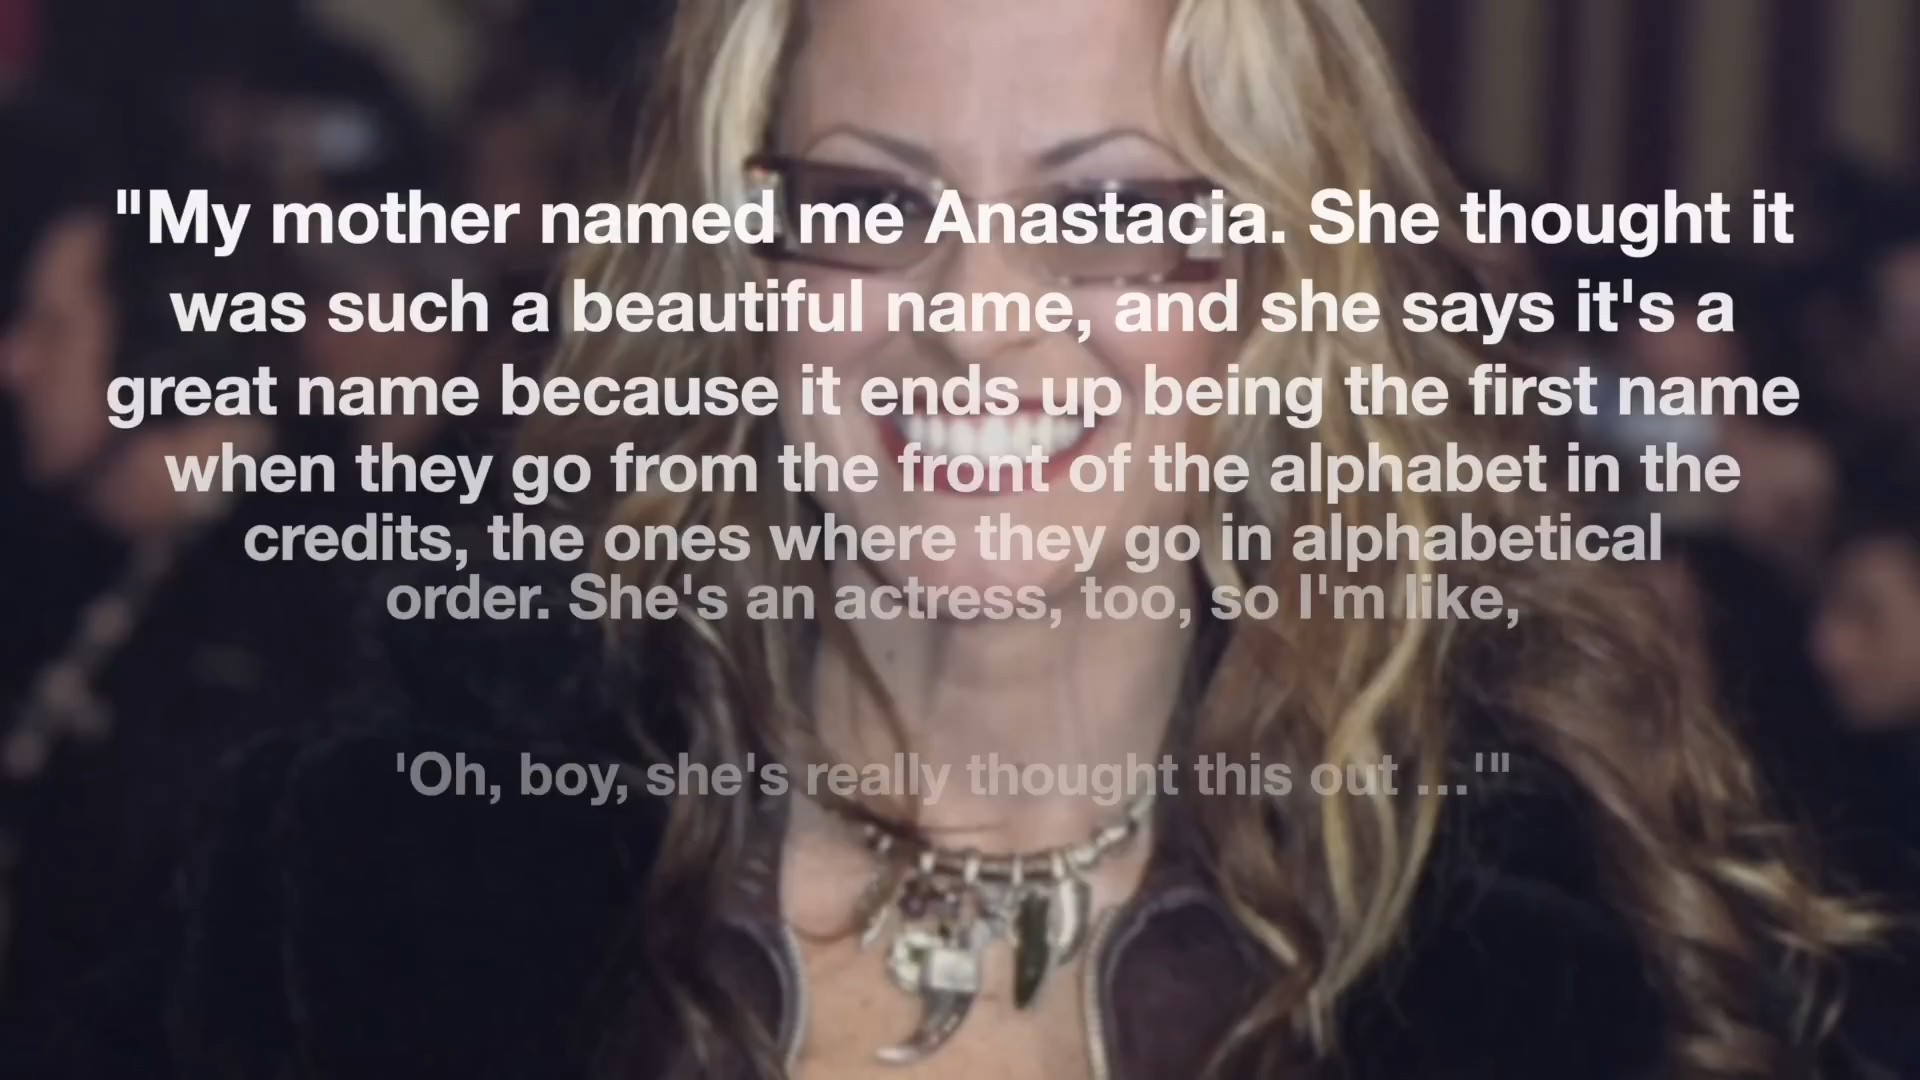 "My mother named me Anastacia. She thought it
was such a beautiful name, and she says it's a
great name because it ends up being the first name
when they go from the front of the alphabet in the
credits, the ones where they go in alphabetical
order. She's an actress, too, so I'm like,
'Oh, boy, she's really thought this out ...'"